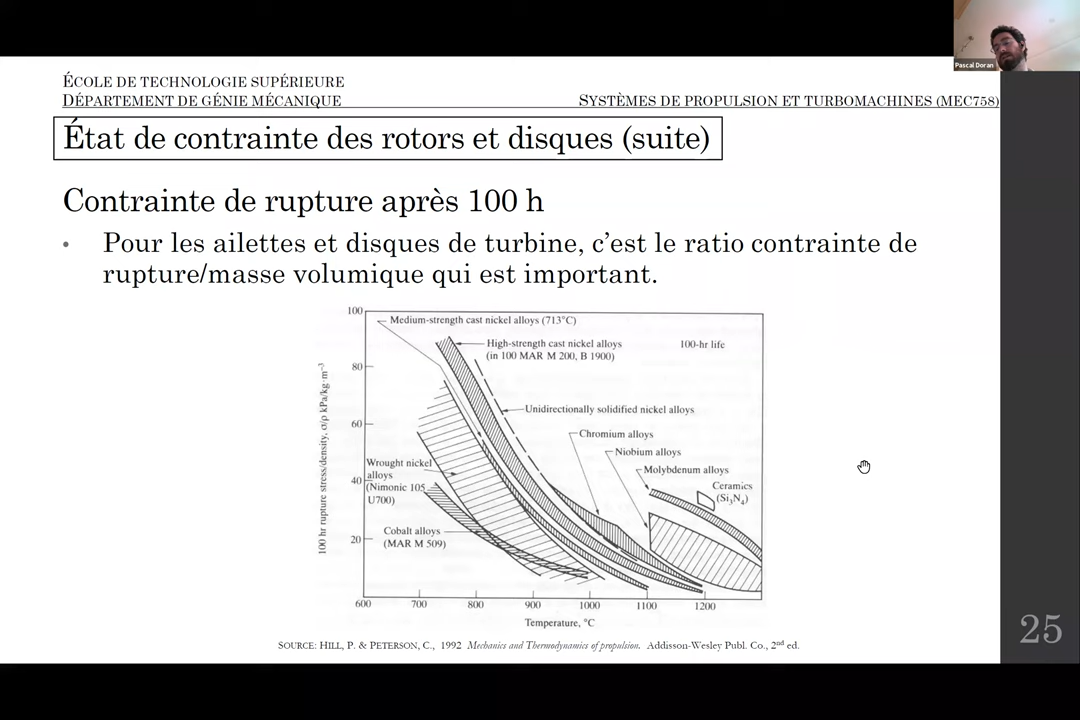 Pascal Doran
ÉCOLE DE TECHNOLOGIE SUPÉRIEURE
DÉPARTEMENT DE GÉNIE MÉCANIQUE
SYSTÈMES DE PROPULSION ET TURBOMACHINES (MEC758)
État de contrainte des rotors et disques (suite)
Contrainte de rupture après 100 h
• Pour les ailettes et disques de turbine, c’est le ratio contrainte de
rupture/masse volumique qui est important.
100
80
60
40
20
600
700
800
900
1000
1100
1200
100 hr rupture stress/density, σ/ρ kPa/kg·m⁻³
Temperature, °C
Medium-strength cast nickel alloys (713°C)
High-strength cast nickel alloys
(in 100 MAR M 200, B 1900)
100-hr life
Unidirectionally solidified nickel alloys
Chromium alloys
Niobium alloys
Molybdenum alloys
Ceramics
(Si₃N₄)
Wrought nickel
alloys
(Nimonic 105
U700)
Cobalt alloys
(MAR M 509)
SOURCE: HILL, P. & PETERSON, C., 1992 Mechanics and Thermodynamics of propulsion. Addisson-Wesley Publ. Co., 2nd ed.
25